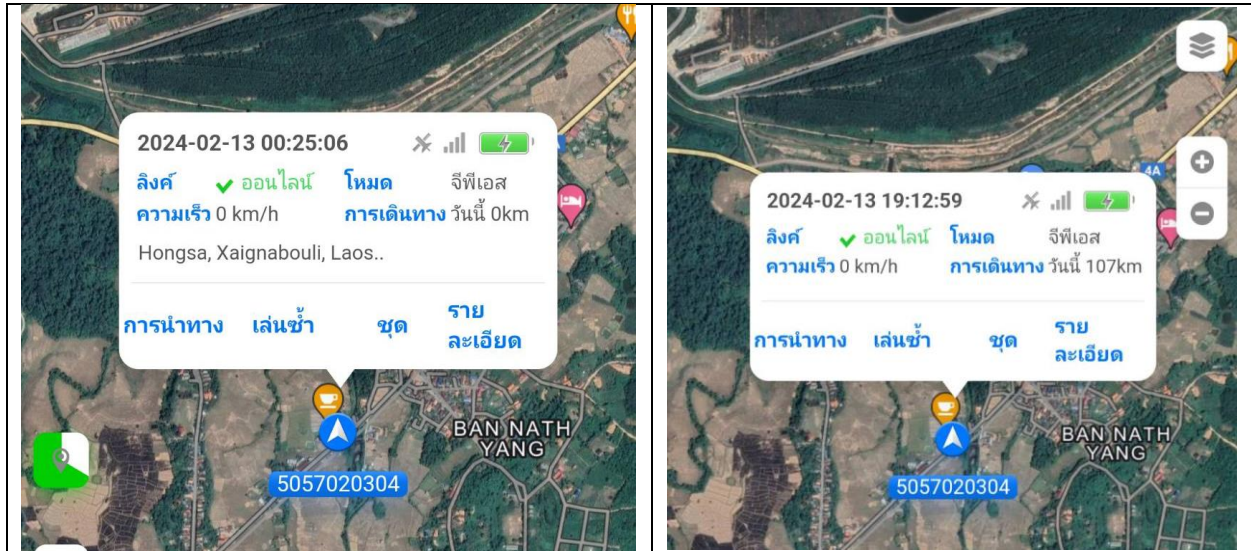 2024-02-13 00:25:06
ลิงค์ ออนไลน์ โหมด จีพีเอส
ความเร็ว 0 km/h การเดินทาง วันนี้ 0km
Hongsa, Xaignabouli, Laos..
การนำทาง เล่นซ้ำ ชุด ราย
ละเอียด
BAN NATH
YANG
5057020304
4A
2024-02-13 19:12:59
ลิงค์ ออนไลน์ โหมด จีพีเอส
ความเร็ว 0 km/h การเดินทาง วันนี้ 107km
การนำทาง เล่นซ้ำ ชุด ราย
ละเอียด
BAN NATH
YANG
5057020304